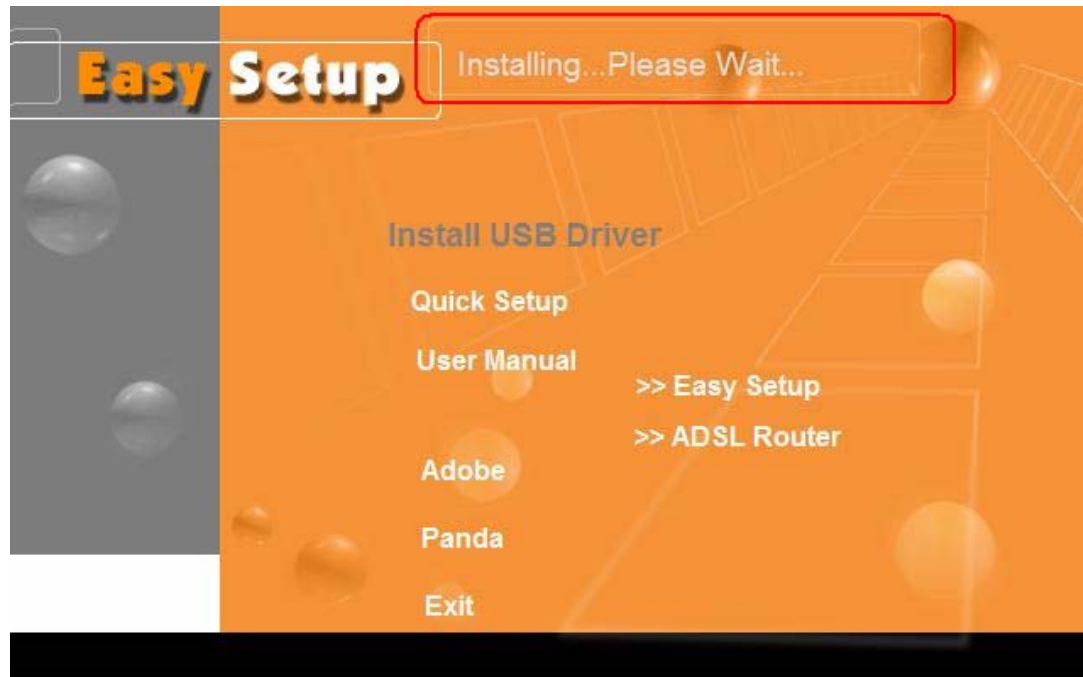 Easy Setup
Installing...Please Wait...
Install USB Driver
Quick Setup
User Manual
>> Easy Setup
>> ADSL Router
Adobe
Panda
Exit